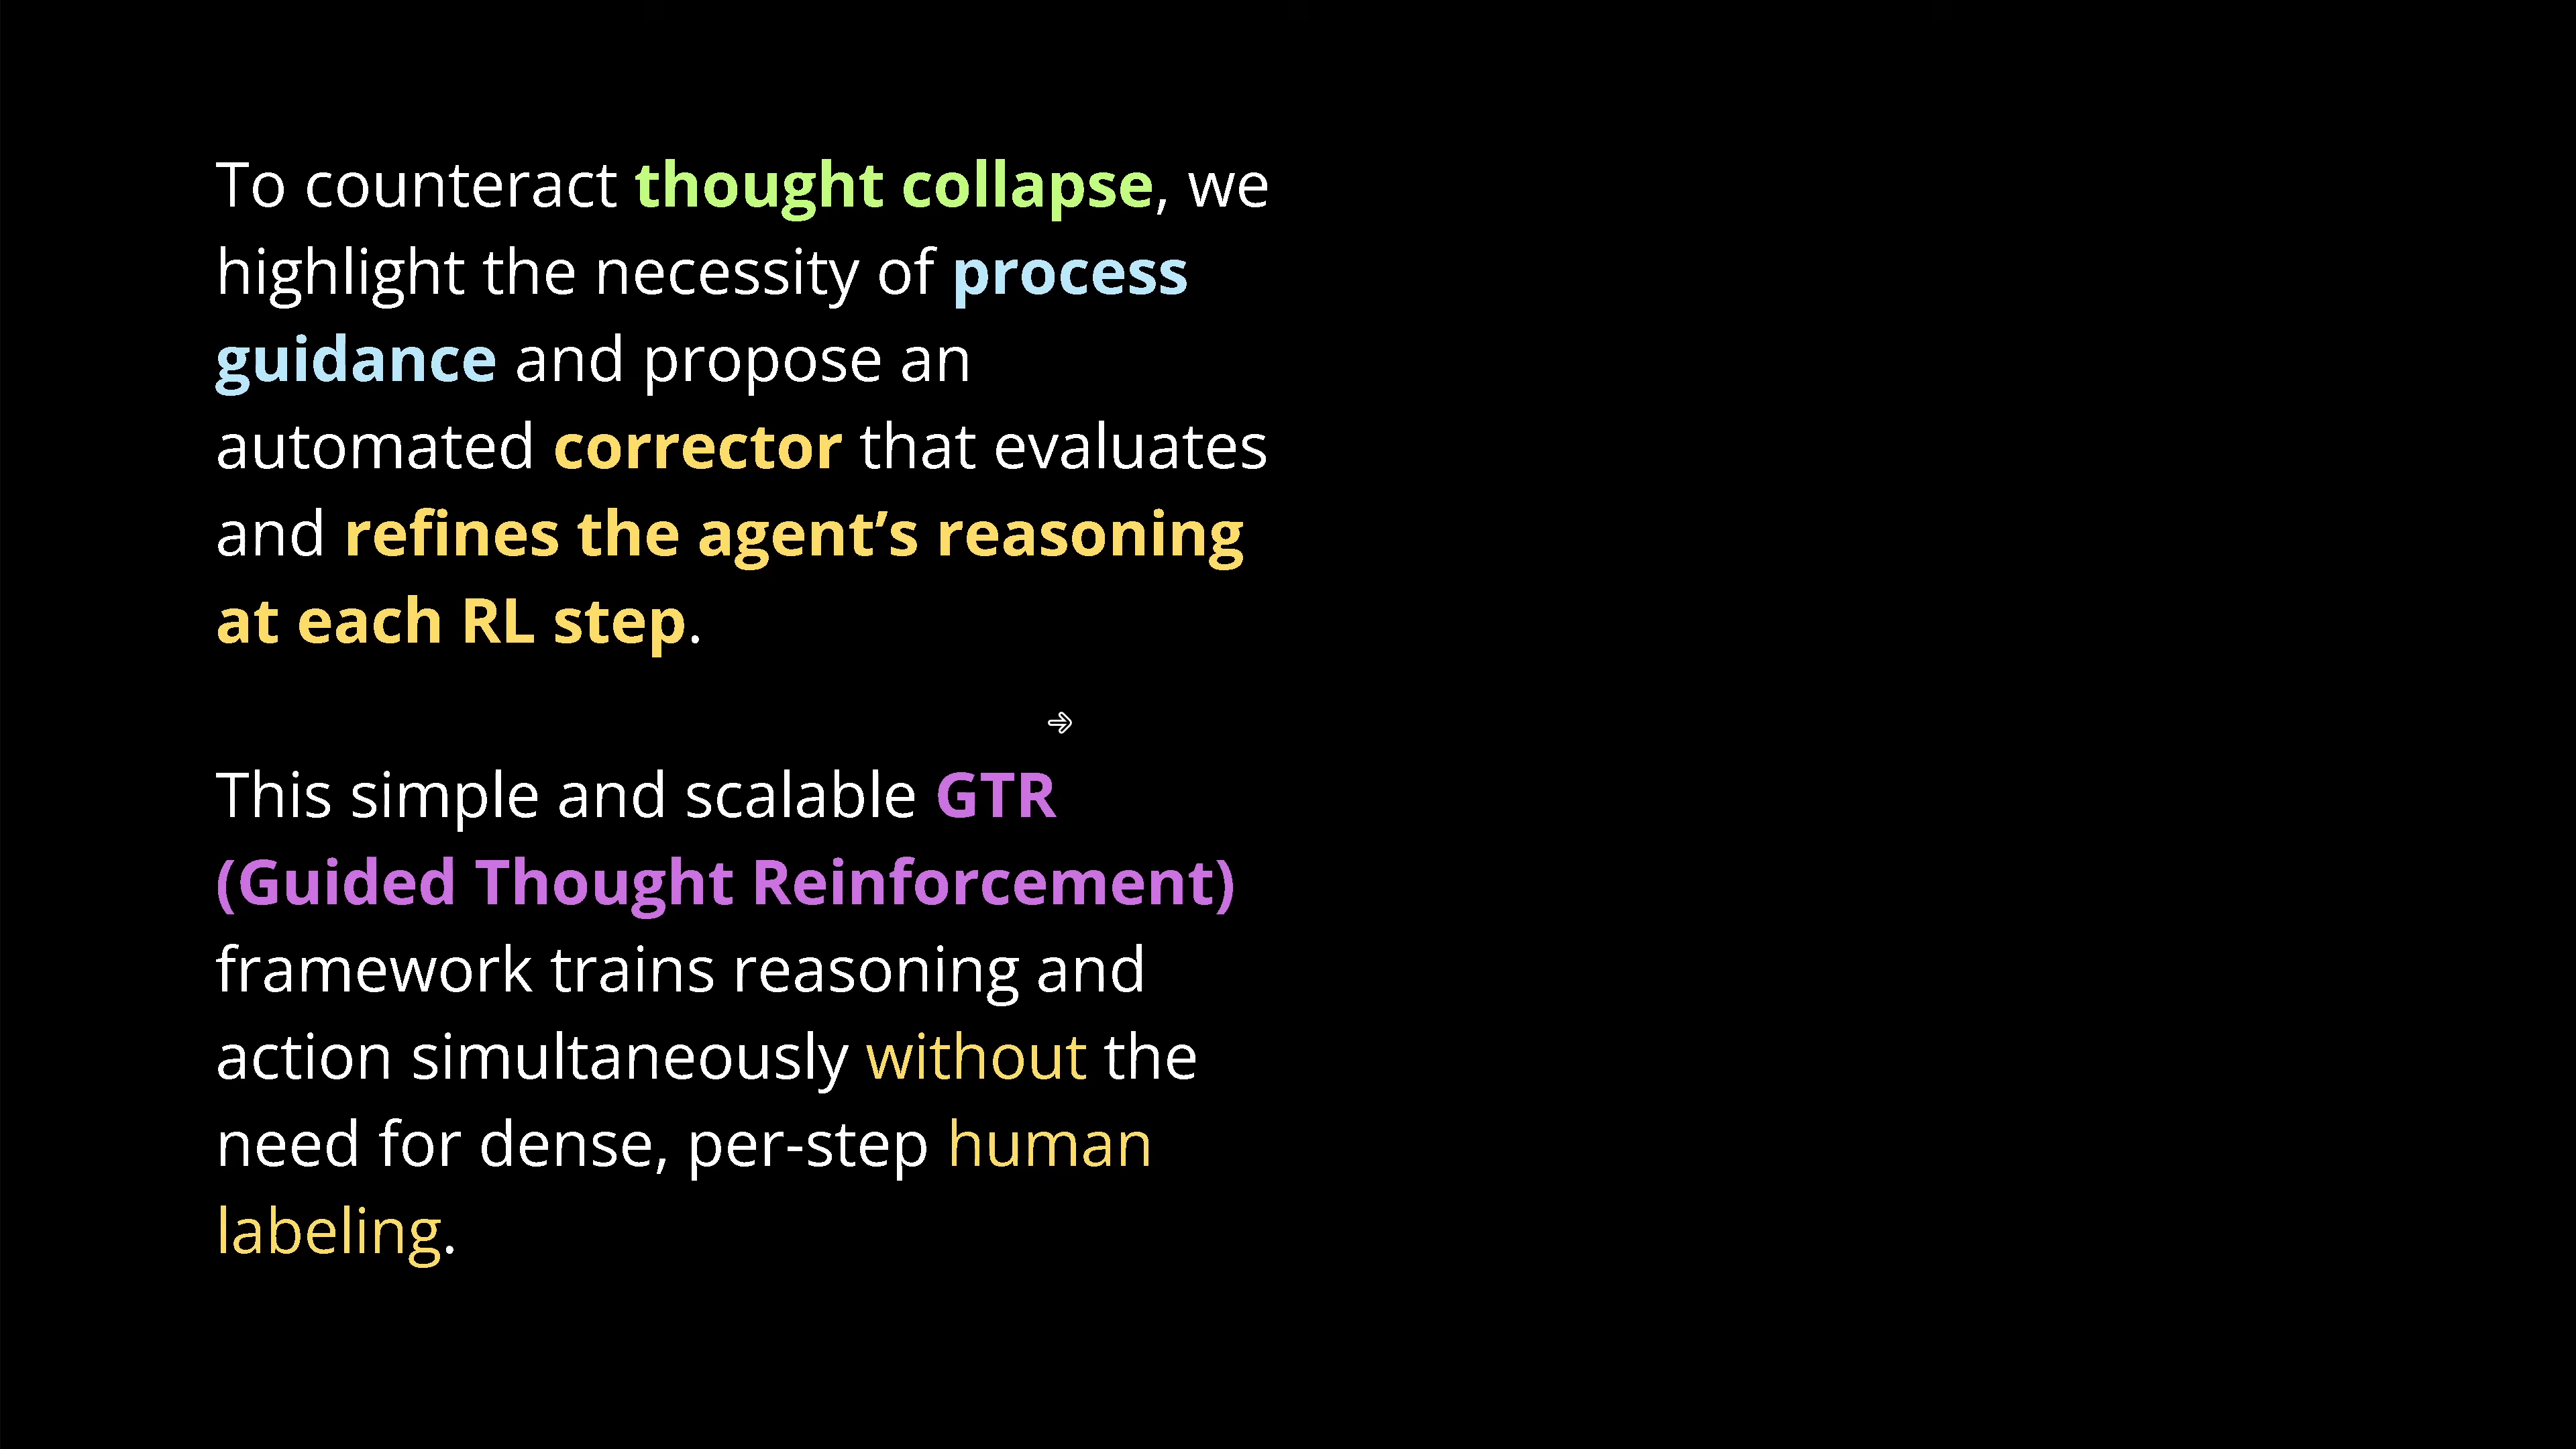 To counteract thought collapse, we
highlight the necessity of process
guidance and propose an
automated corrector that evaluates
and refines the agent’s reasoning
at each RL step.
This simple and scalable GTR
(Guided Thought Reinforcement)
framework trains reasoning and
action simultaneously without the
need for dense, per-step human
labeling.